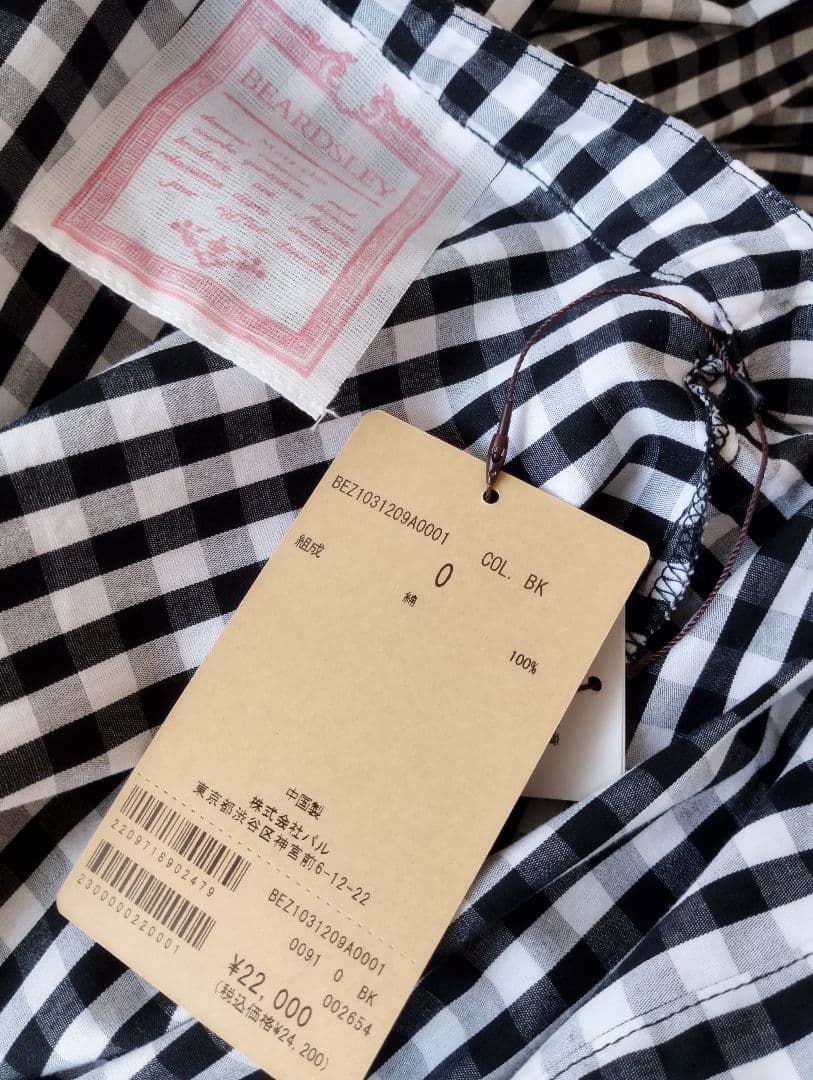 BEARDSLEY
BEZ1031209A0001 COL. BK
組成
0
綿
100%
中国製
株式会社パル
東京都渋谷区神宮前6-12-22
2209718902479
2300000220001
BEZ1031209A0001
0091 0 BK
002654
¥22,000
(税込価格¥24,200)